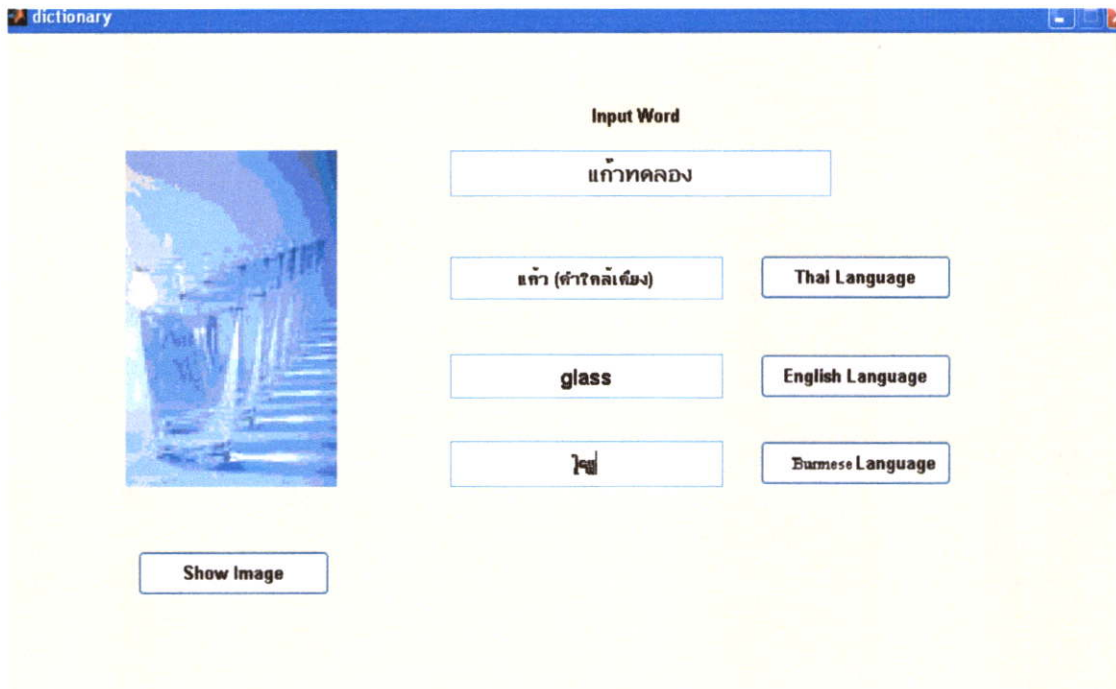 dictionary
Input Word
แก้วทดลอง
แก้ว (คำใกล้เคียง)
Thai Language
glass
English Language
Burmese Language
Show Image